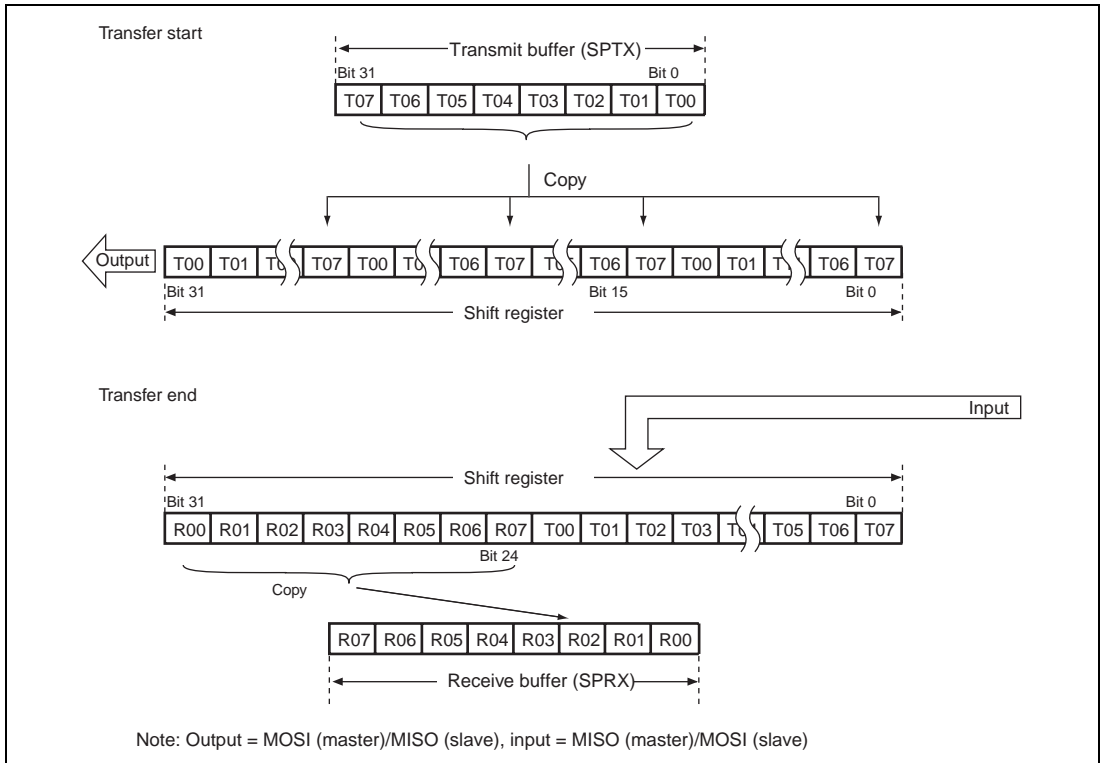 Transfer start
Transmit buffer (SPTX)
Bit 31 Bit 0
T07 T06 T05 T04 T03 T02 T01 T00
Copy
Output T00 T01 T07 T00 T06 T07 T06 T07 T00 T01 T06 T07
Bit 31 Bit 15 Bit 0
Shift register
Transfer end
Input
Shift register
Bit 31 Bit 0
R00 R01 R02 R03 R04 R05 R06 R07 T00 T01 T02 T03 T05 T06 T07
Bit 24
Copy
R07 R06 R05 R04 R03 R02 R01 R00
Receive buffer (SPRX)
Note: Output = MOSI (master)/MISO (slave), input = MISO (master)/MOSI (slave)